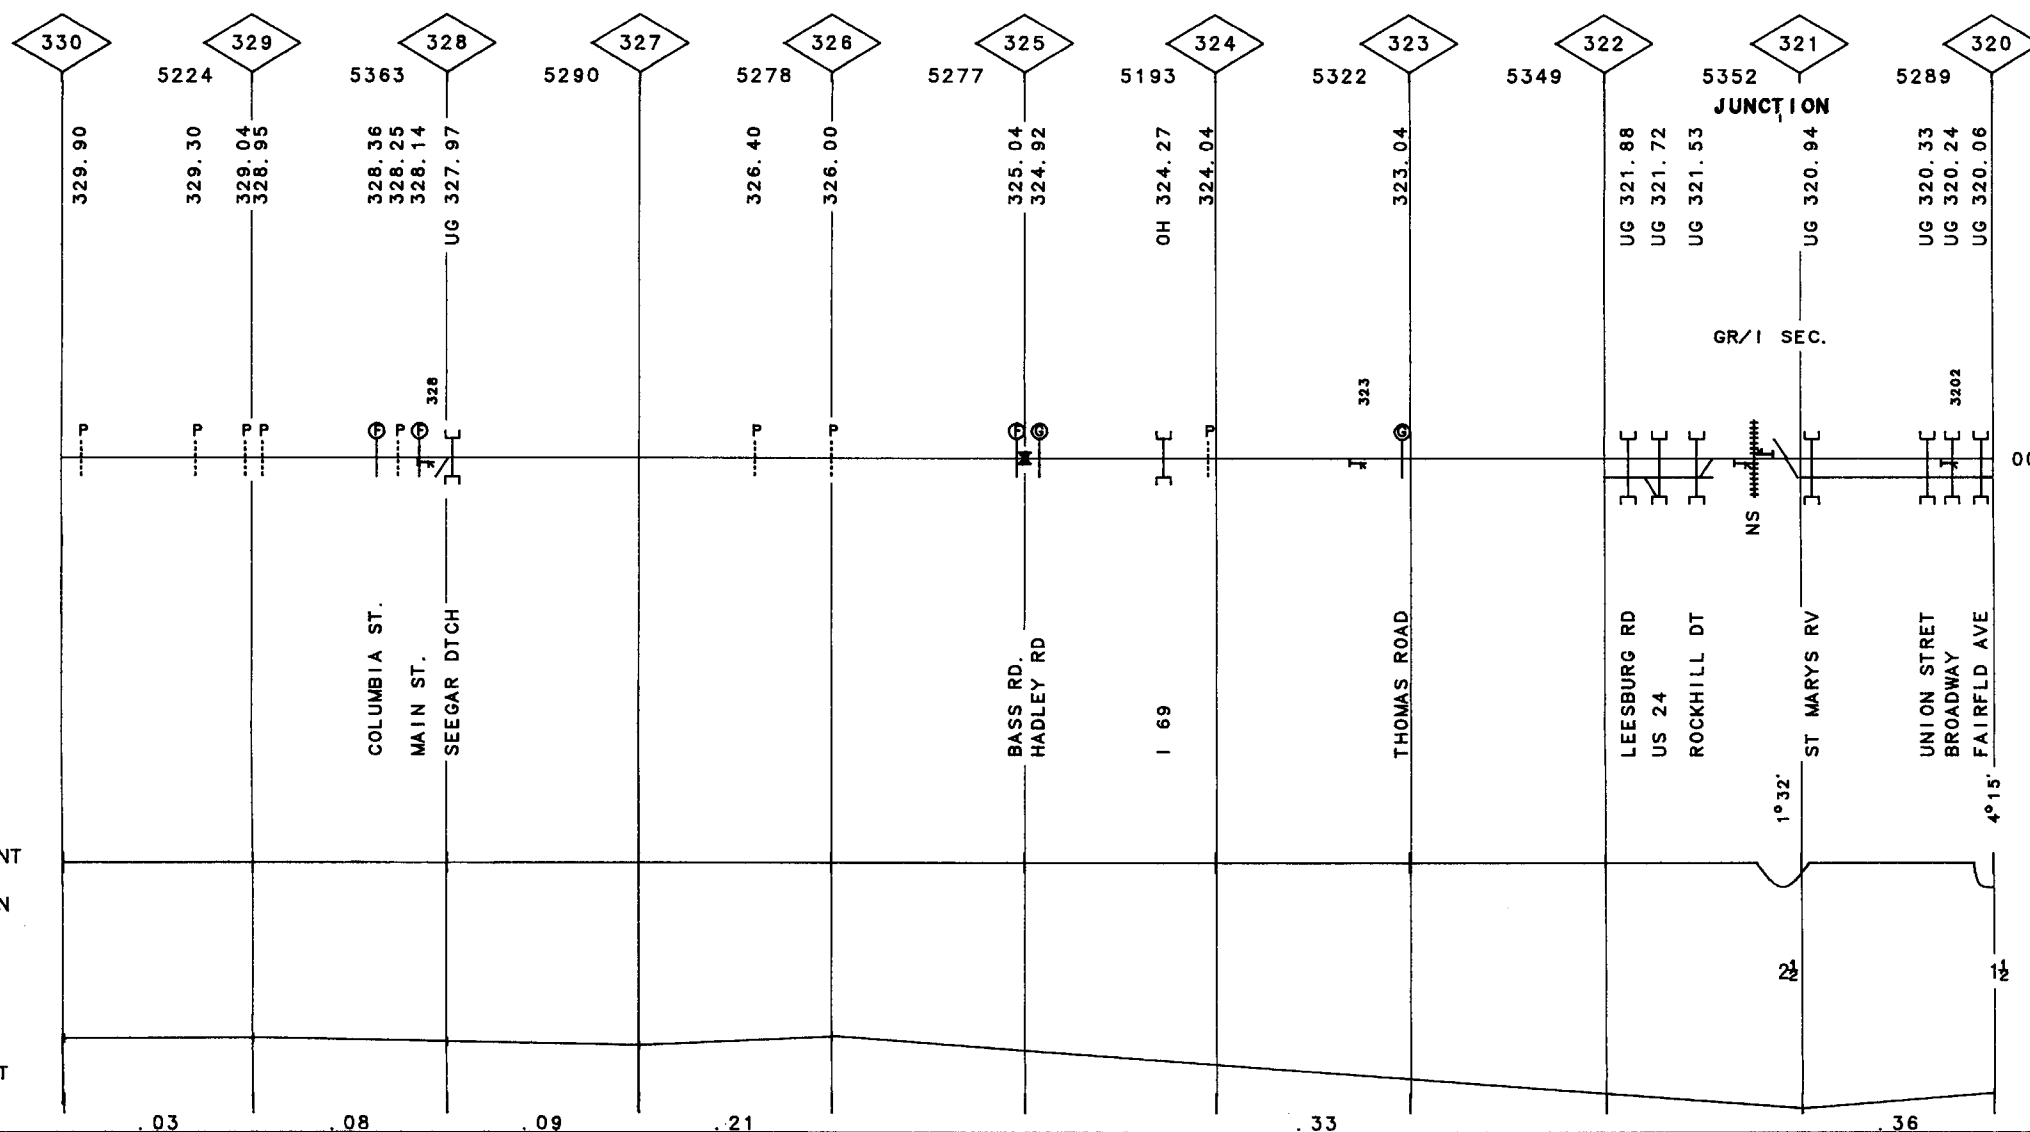 330 329 328 327 326 325 324 323 322 321 320
5224 5363 5290 5278 5277 5193 5322 5349 5352 5289
JUNCTION
329.90
329.30
329.04
328.95
328.36
328.25
328.14
UG 327.97
326.40
326.00
325.04
324.92
OH 324.27
324.04
323.04
UG 321.88
UG 321.72
UG 321.53
UG 320.94
UG 320.33
UG 320.24
UG 320.06
GR/I SEC.
328
323
3202
P P P P F P F P P F G P G
00
NS
COLUMBIA ST.
MAIN ST.
SEEGAR DTCH
BASS RD.
HADLEY RD
I 69
THOMAS ROAD
LEESBURG RD
US 24
ROCKHILL DT
ST MARYS RV
UNION STRET
BROADWAY
FAIRFLD AVE
1°32'
4°15'
NT
N
2½ 1½
T
.03 .08 .09 .21 .33 .36